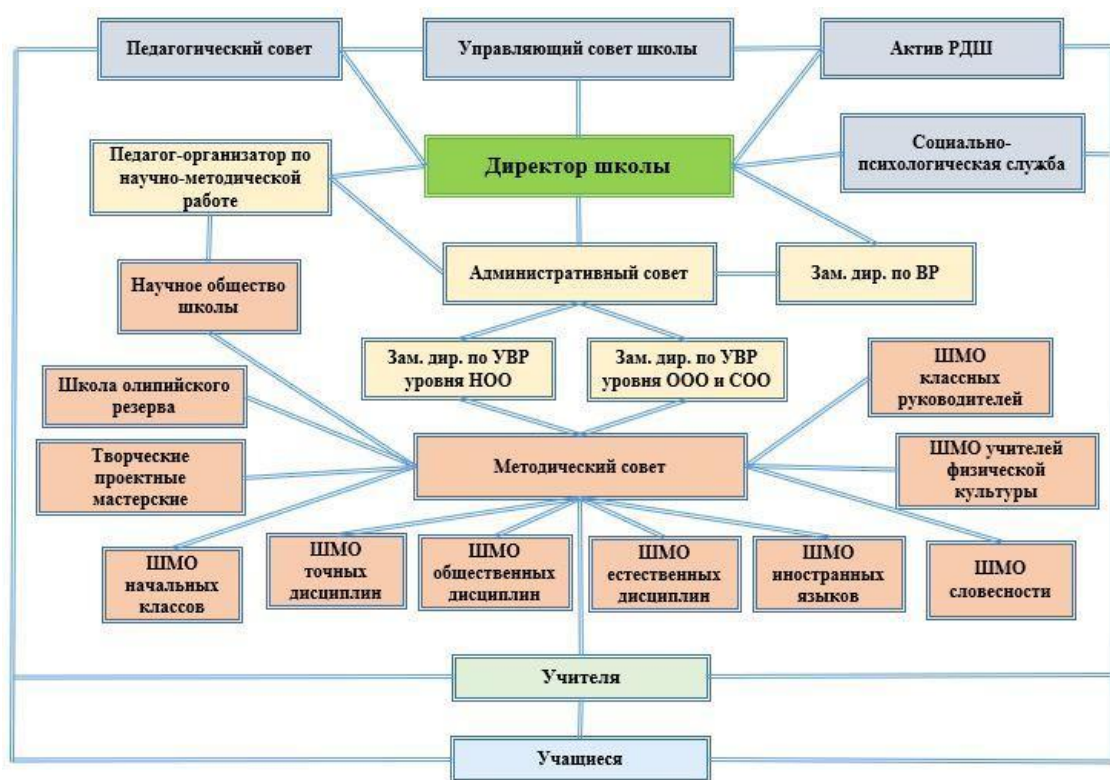 Педагогический совет
Управляющий совет школы
Актив РДШ
Социально-
психологическая служба
Педагог-организатор по
научно-методической
работе
Директор школы
Административный совет
Зам. дир. по ВР
Научное общество
школы
Зам. дир. по УВР
уровня НОО
Зам. дир. по УВР
уровня ООО и СОО
ШМО
классных
руководителей
Школа олипийского
резерва
Творческие
проектные
мастерские
Методический совет
ШМО учителей
физической
культуры
ШМО
начальных
классов
ШМО
точных
дисциплин
ШМО
общественных
дисциплин
ШМО
естественных
дисциплин
ШМО
иностранных
языков
ШМО
словесности
Учителя
Учащиеся